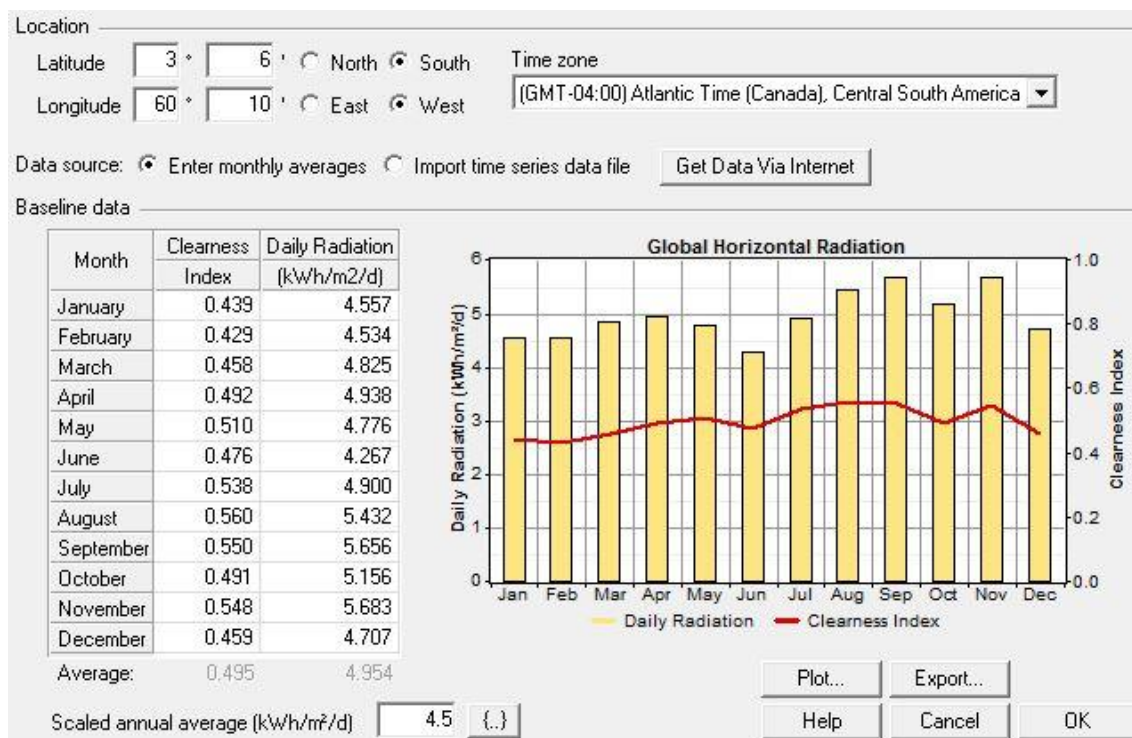 Location
Latitude 3 ° 6 ' North South
Time zone
Longitude 60 ° 10 ' East West
(GMT-04:00) Atlantic Time (Canada), Central South America
Data source: Enter monthly averages Import time series data file Get Data Via Internet
Baseline data
Month Clearness Index Daily Radiation (kWh/m2/d)
January 0.439 4.557
February 0.429 4.534
March 0.458 4.825
April 0.492 4.938
May 0.510 4.776
June 0.476 4.267
July 0.538 4.900
August 0.560 5.432
September 0.550 5.656
October 0.491 5.156
November 0.548 5.683
December 0.459 4.707
Average: 0.495 4.954
Scaled annual average (kWh/m²/d) 4.5 {..}
Global Horizontal Radiation
Daily Radiation (kWh/m²/d)
6
5
4
3
2
1
0
1.0
0.8
0.6
0.4
0.2
0.0
Clearness Index
Jan Feb Mar Apr May Jun Jul Aug Sep Oct Nov Dec
Daily Radiation Clearness Index
Plot... Export...
Help Cancel OK